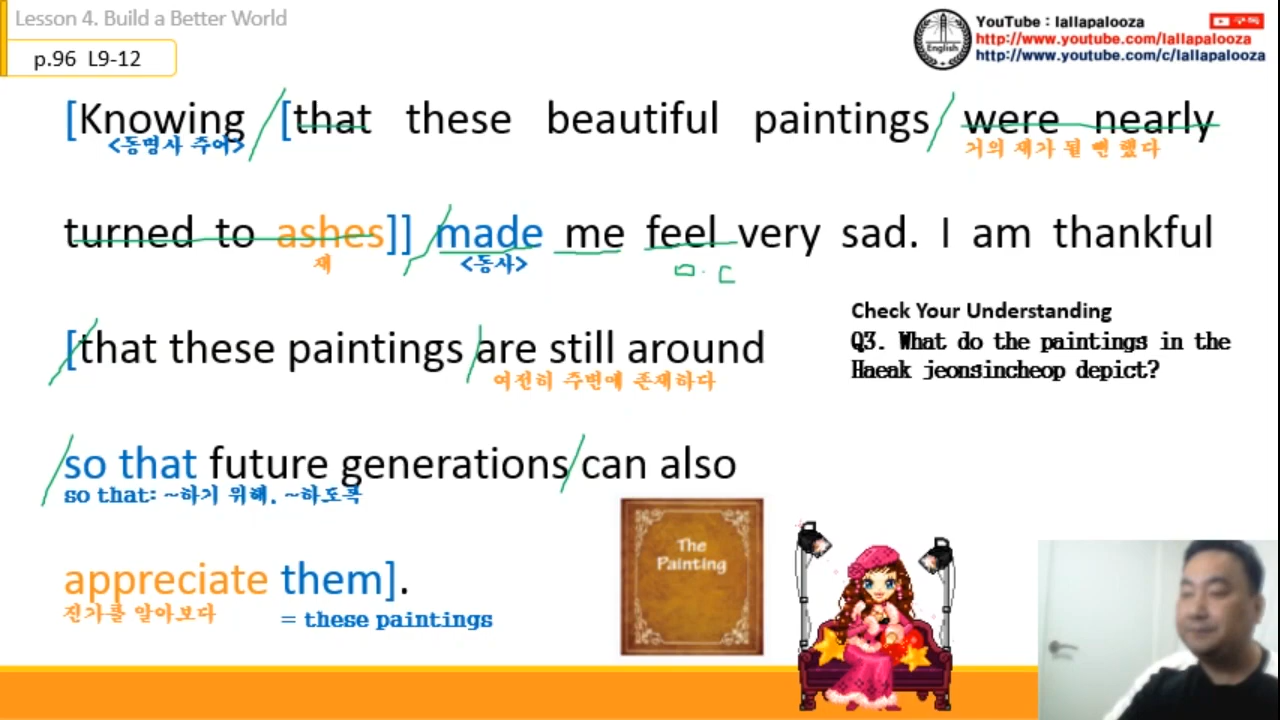 Lesson 4. Build a Better World
p.96 L9-12
English
YouTube : lallapalooza
구독
http://www.youtube.com/lallapalooza
http://www.youtube.com/c/lallapalooza
[Knowing [that these beautiful paintings were nearly
<동명사 주어>
거의 재가 될 뻔 했다
turned to ashes]] made me feel very sad. I am thankful
재
<동사>
ㅁ.ㄷ
[that these paintings are still around
여전히 주변에 존재하다
Check Your Understanding
Q3. What do the paintings in the
Haeak jeonsincheop depict?
so that future generations can also
so that: ~하기 위해, ~하도록
appreciate them].
진가를 알아보다
= these paintings
The
Painting